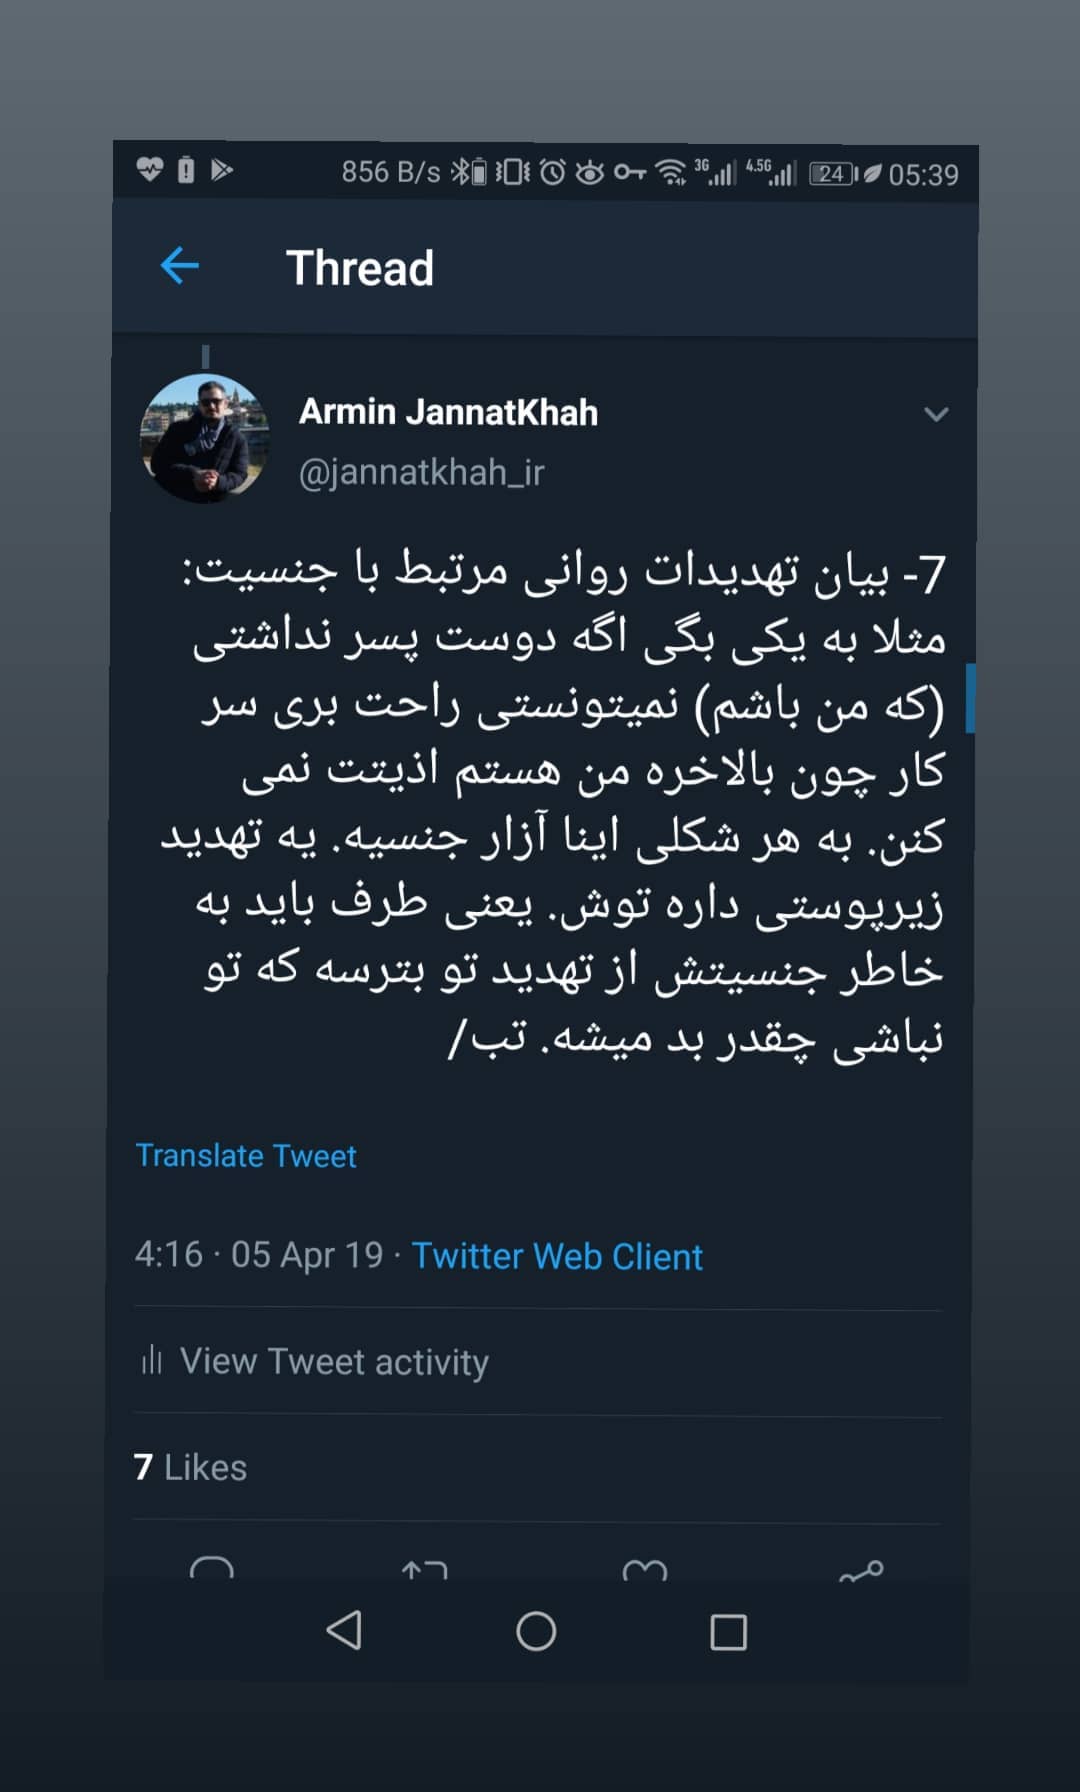 856 B/s 3G 4.5G 24 05:39
Thread
Armin JannatKhah
@jannatkhah_ir
7- بیان تهدیدات روانی مرتبط با جنسیت:
مثلا به یکی بگی اگه دوست پسر نداشتی
(که من باشم) نمیتونستی راحت بری سر
کار چون بالاخره من هستم اذیتت نمی
کنن. به هر شکلی اینا آزار جنسیه. یه تهدید
زیرپوستی داره توش. یعنی طرف باید به
خاطر جنسیتش از تهدید تو بترسه که تو
نباشی چقدر بد میشه. تب/
Translate Tweet
4:16 · 05 Apr 19 · Twitter Web Client
View Tweet activity
7 Likes